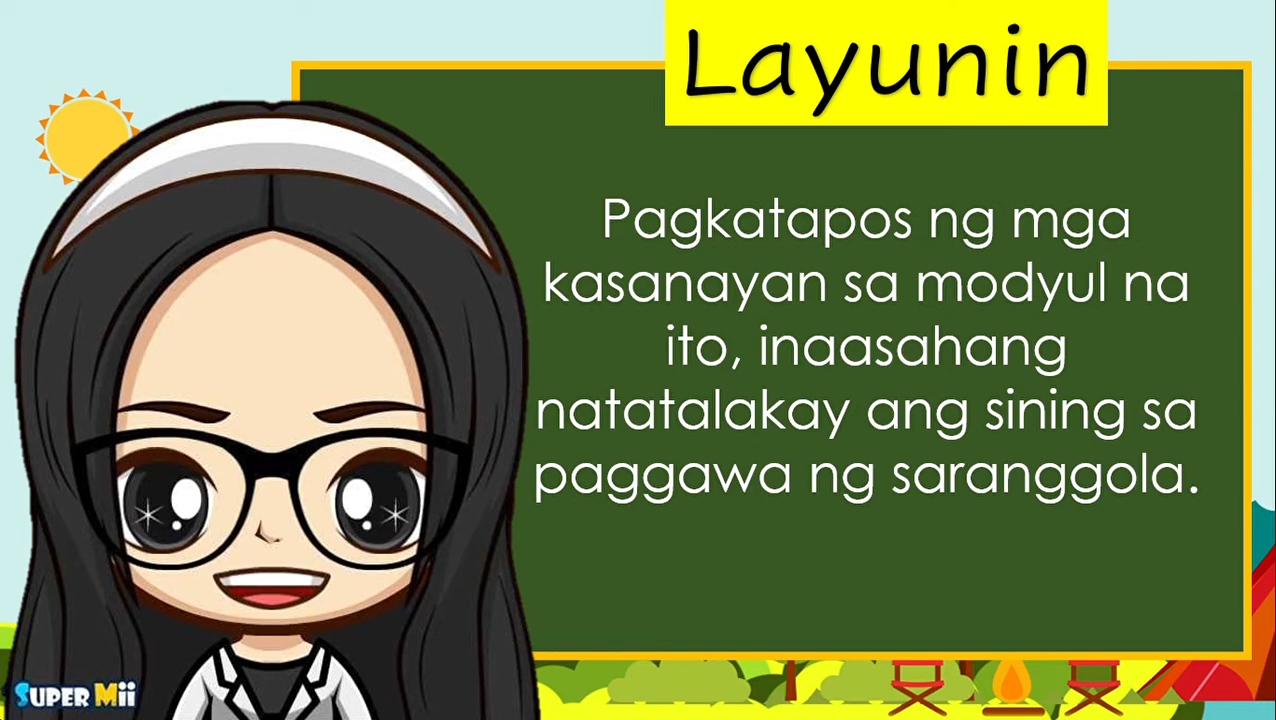 Layunin
Pagkatapos ng mga
kasanayan sa modyul na
ito, inaasahang
natatalakay ang sining sa
paggawa ng saranggola.
SUPER Mii